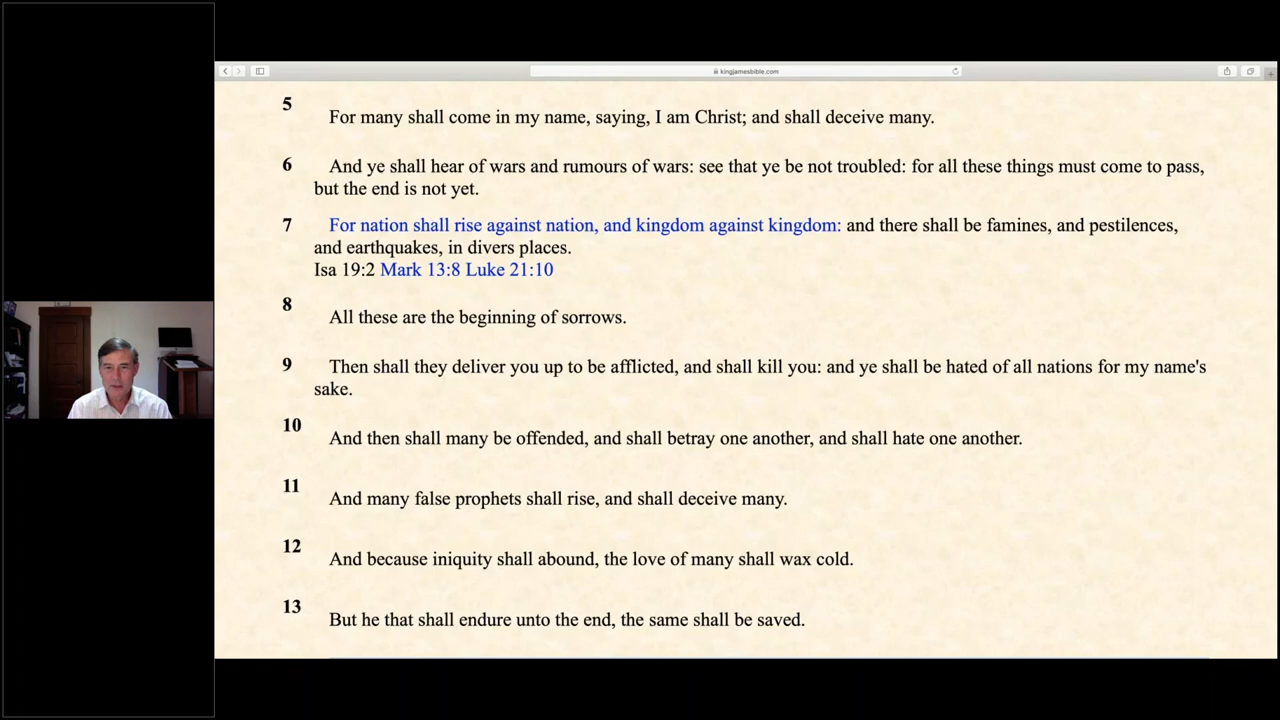 kingjamesbible.com
5
For many shall come in my name, saying, I am Christ; and shall deceive many.
6
And ye shall hear of wars and rumours of wars: see that ye be not troubled: for all these things must come to pass,
but the end is not yet.
7
For nation shall rise against nation, and kingdom against kingdom: and there shall be famines, and pestilences,
and earthquakes, in divers places.
Isa 19:2 Mark 13:8 Luke 21:10
8
All these are the beginning of sorrows.
9
Then shall they deliver you up to be afflicted, and shall kill you: and ye shall be hated of all nations for my name's
sake.
10
And then shall many be offended, and shall betray one another, and shall hate one another.
11
And many false prophets shall rise, and shall deceive many.
12
And because iniquity shall abound, the love of many shall wax cold.
13
But he that shall endure unto the end, the same shall be saved.